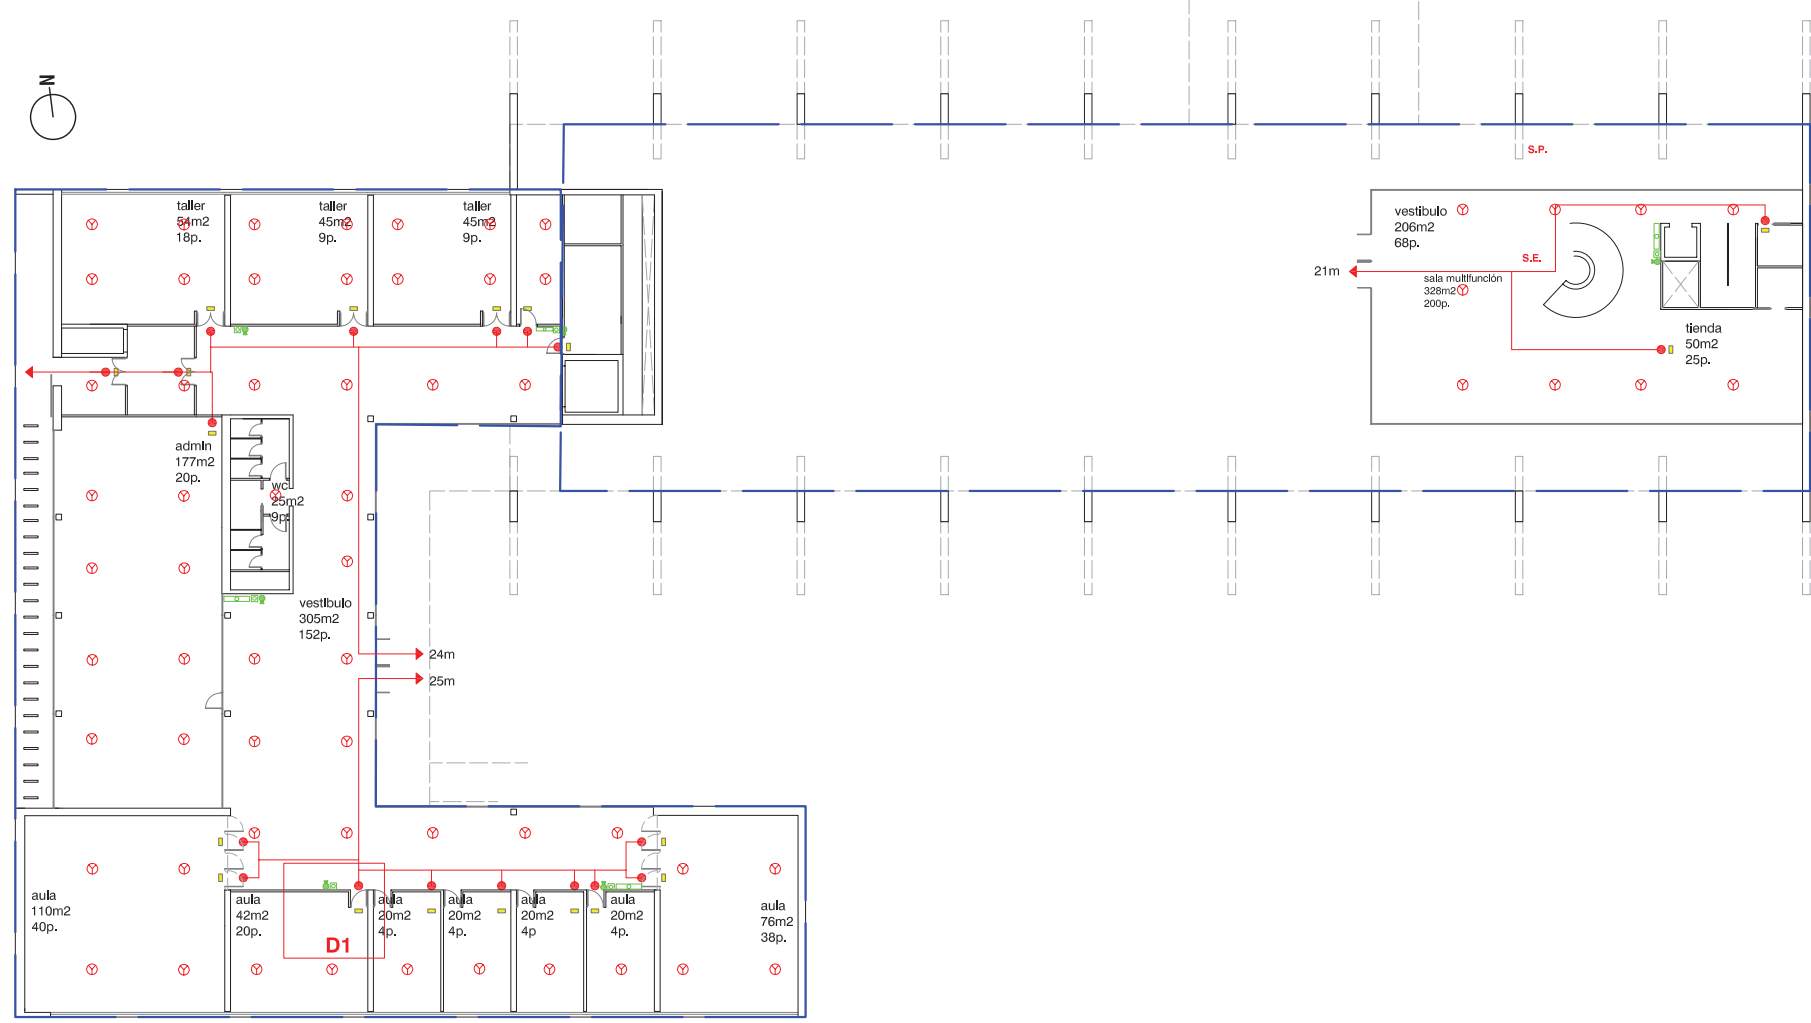 N
S.P.
taller
54m2
18p.
taller
45m2
9p.
taller
45m2
9p.
vestibulo
206m2
68p.
S.E.
21m
sala multifunción
328m2
200p.
tienda
50m2
25p.
admin
177m2
20p.
wc
25m2
9p.
vestibulo
305m2
152p.
24m
25m
aula
110m2
40p.
aula
42m2
20p.
D1
aula
20m2
4p.
aula
20m2
4p.
aula
20m2
4p
aula
20m2
4p.
aula
76m2
38p.